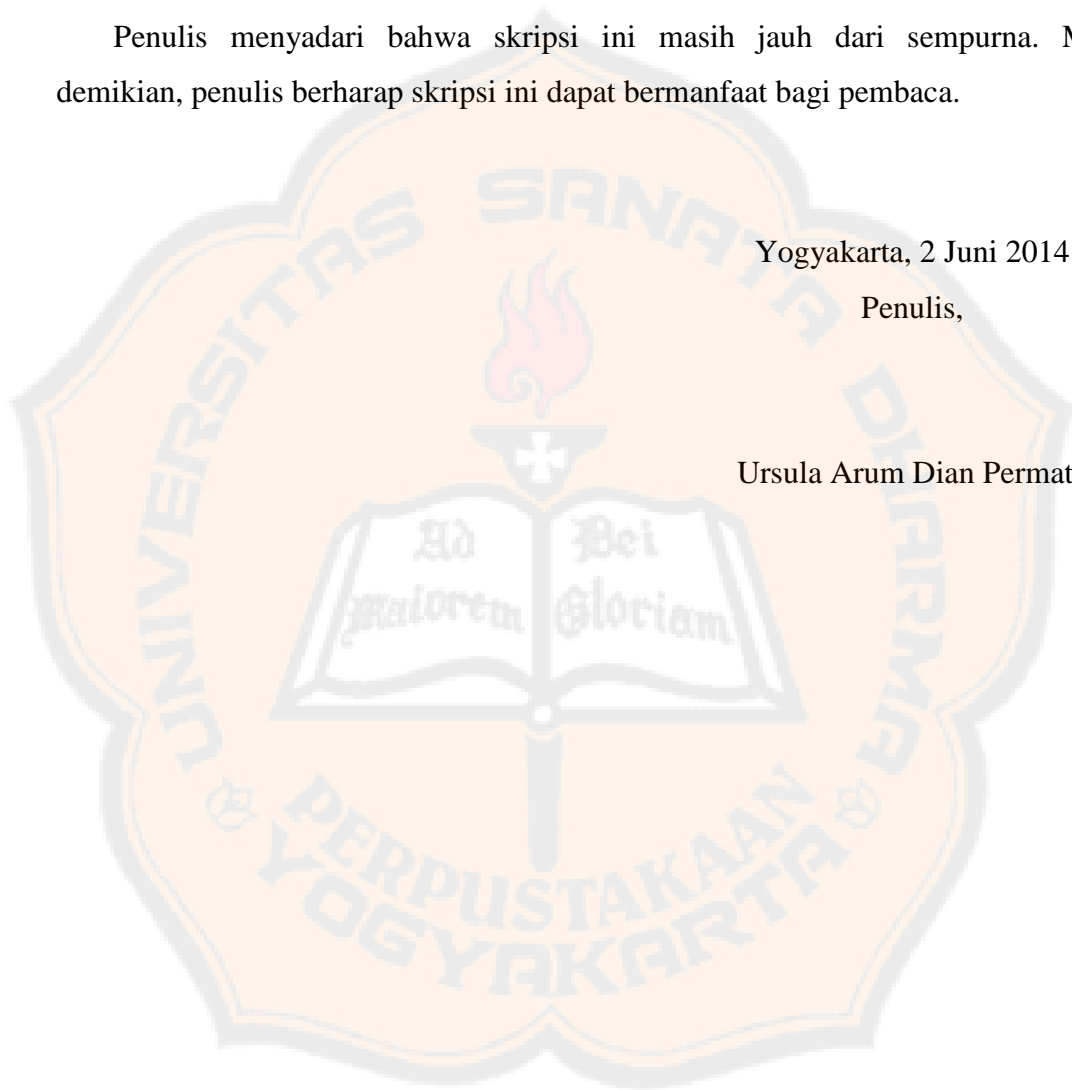 Penulis menyadari bahwa skripsi ini masih jauh dari sempurna. M
demikian, penulis berharap skripsi ini dapat bermanfaat bagi pembaca.
Yogyakarta, 2 Juni 2014
Penulis,
Ursula Arum Dian Permat
UNIVERSITAS SANATA DHARMA
Ad Dei
Maiorem Gloriam
PERPUSTAKAAN
YOGYAKARTA